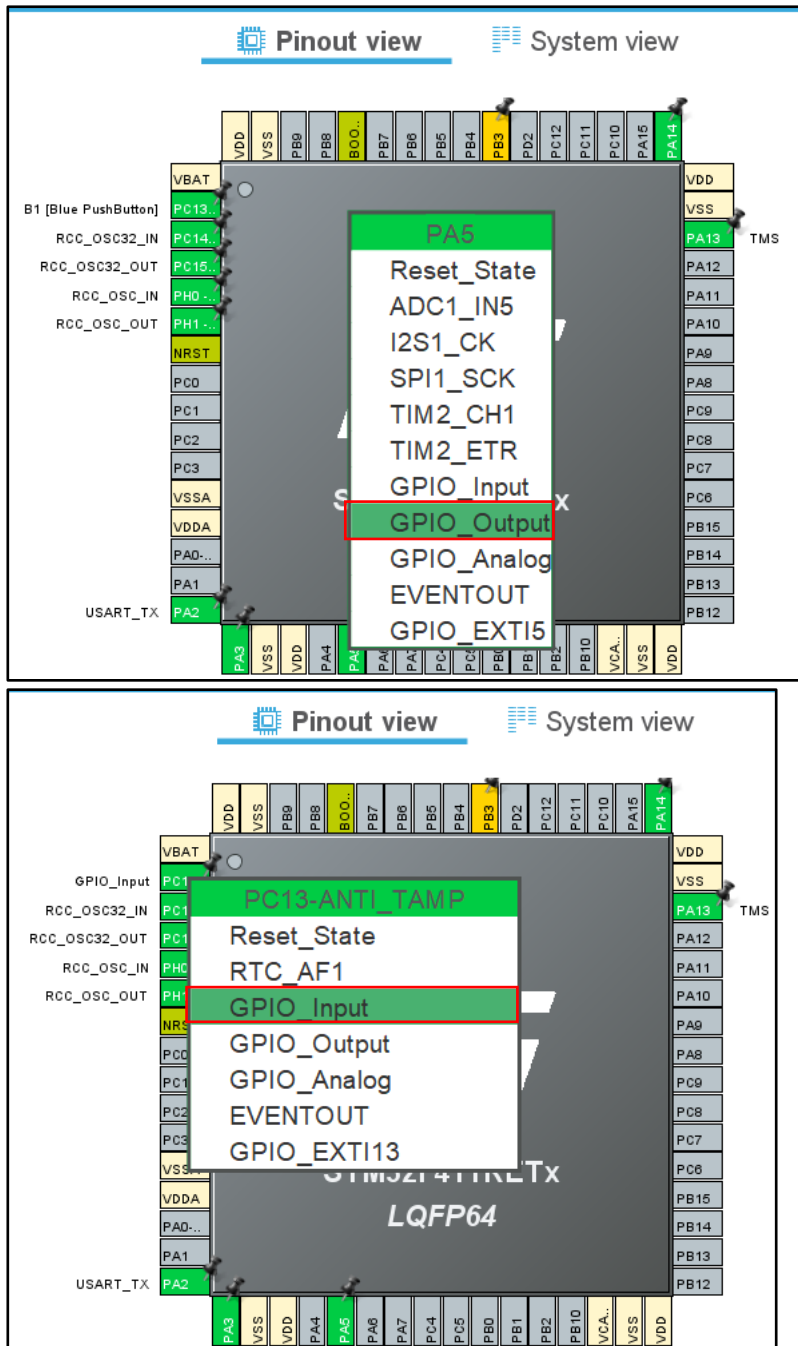 Pinout view
System view
VDD
VSS
PB9
PB8
BOO..
PB7
PB6
PB5
PB4
PB3
PD2
PC12
PC11
PC10
PA15
PA14
VBAT
VDD
B1 [Blue PushButton] PC13..
VSS
RCC_OSC32_IN PC14..
PA13 TMS
RCC_OSC32_OUT PC15..
PA12
RCC_OSC_IN PH0 -..
PA11
RCC_OSC_OUT PH1 -..
PA10
NRST
PA9
PC0
PA8
PC1
PC9
PC2
PC8
PC3
PC7
VSSA
PC6
VDDA
PB15
PA0-..
PB14
PA1
PB13
USART_TX PA2
PB12
PA5
Reset_State
ADC1_IN5
I2S1_CK
SPI1_SCK
TIM2_CH1
TIM2_ETR
GPIO_Input
GPIO_Output
GPIO_Analog
EVENTOUT
GPIO_EXTI5
S
x
PA3
VSS
VDD
PA4
PB10
VCA..
VSS
VDD
Pinout view
System view
VDD
VSS
PB9
PB8
BOO..
PB7
PB6
PB5
PB4
PB3
PD2
PC12
PC11
PC10
PA15
PA14
VBAT
VDD
GPIO_Input PC1
VSS
RCC_OSC32_IN PC1
PA13 TMS
RCC_OSC32_OUT PC1
PA12
RCC_OSC_IN PH0
PA11
RCC_OSC_OUT PH1
PA10
NRS
PA9
PC0
PA8
PC1
PC9
PC2
PC8
PC3
PC7
VSSA
PC6
VDDA
PB15
PA0-..
PB14
PA1
PB13
USART_TX PA2
PB12
PC13-ANTI_TAMP
Reset_State
RTC_AF1
GPIO_Input
GPIO_Output
GPIO_Analog
EVENTOUT
GPIO_EXTI13
LQFP64
PA3
VSS
VDD
PA4
PA5
PA6
PA7
PC4
PC5
PB0
PB1
PB2
PB10
VCA..
VSS
VDD